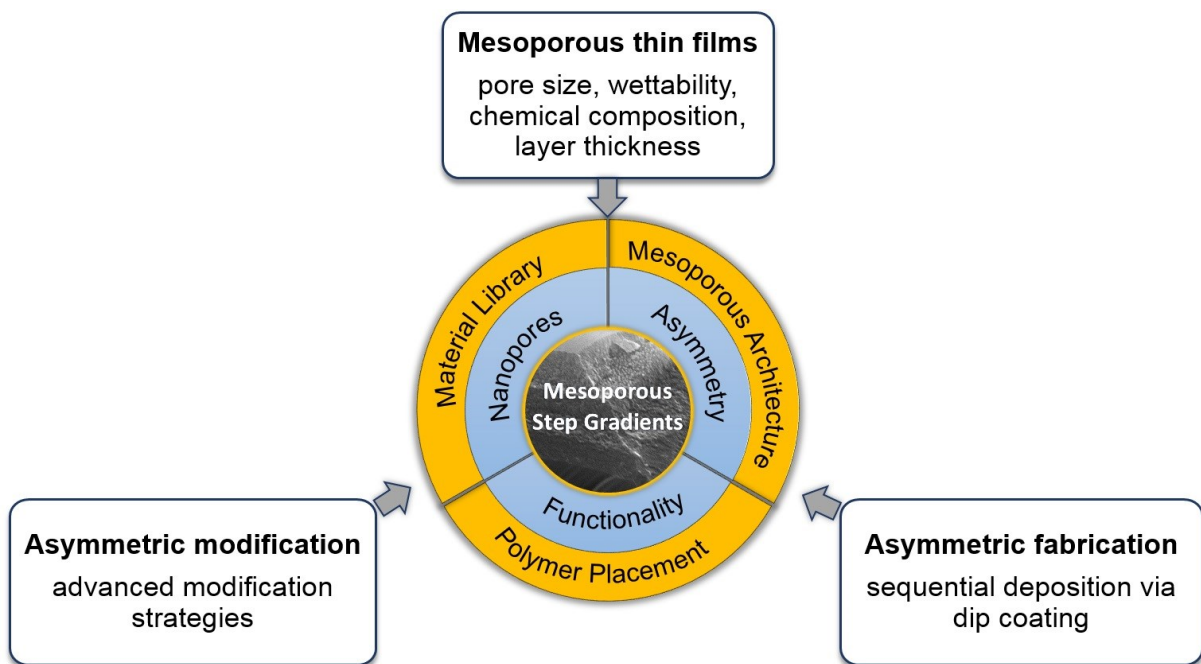 Mesoporous thin films
pore size, wettability,
chemical composition,
layer thickness
Material Library
Mesoporous Architecture
Nanopores
Asymmetry
Mesoporous
Step Gradients
Functionality
Polymer Placement
Asymmetric modification
advanced modification
strategies
Asymmetric fabrication
sequential deposition via
dip coating